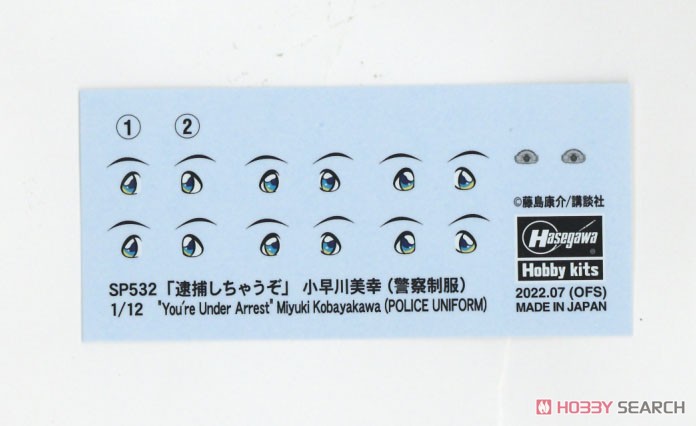 ① ②
©藤島康介/講談社
Hasegawa
Hobby kits
SP532「逮捕しちゃうぞ」 小早川美幸(警察制服)
2022.07 (OFS)
1/12 "You're Under Arrest" Miyuki Kobayakawa (POLICE UNIFORM)
MADE IN JAPAN
HOBBY SEARCH